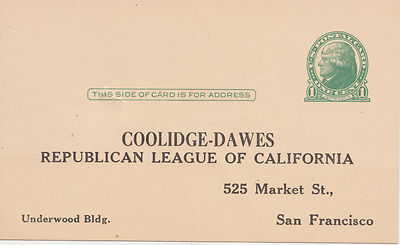 THIS SIDE OF CARD IS FOR ADDRESS
COOLIDGE-DAWES
REPUBLICAN LEAGUE OF CALIFORNIA
525 Market St.,
Underwood Bldg. San Francisco